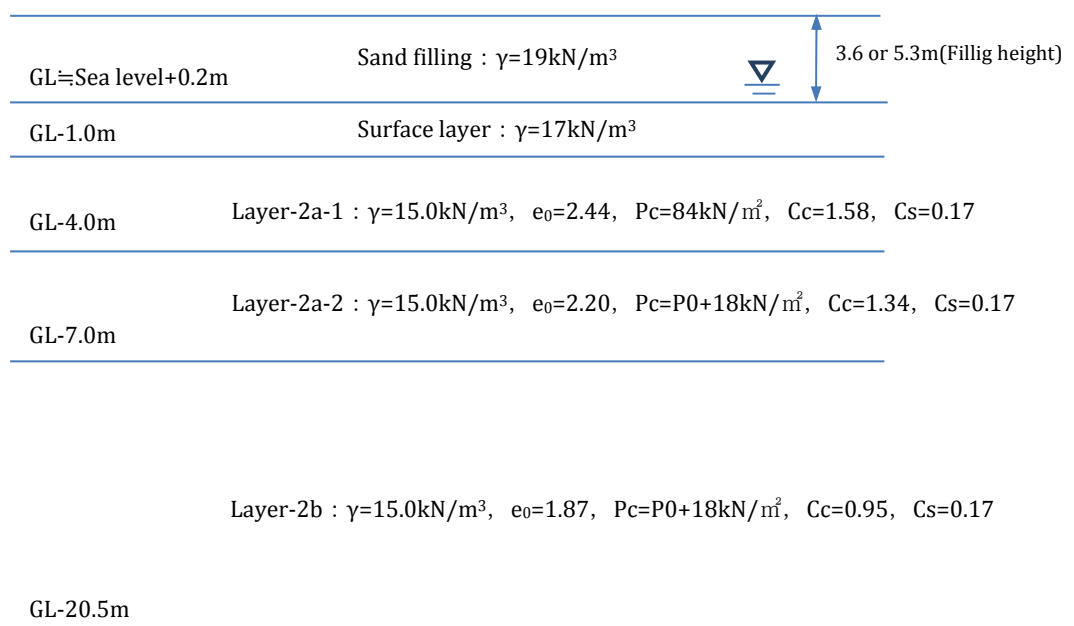 Sand filling：γ=19kN/m³
3.6 or 5.3m(Fillig height)
GL≒Sea level+0.2m
GL-1.0m
Surface layer：γ=17kN/m³
Layer-2a-1：γ=15.0kN/m³, e₀=2.44, Pc=84kN/㎡, Cc=1.58, Cs=0.17
GL-4.0m
Layer-2a-2：γ=15.0kN/m³, e₀=2.20, Pc=P0+18kN/㎡, Cc=1.34, Cs=0.17
GL-7.0m
Layer-2b：γ=15.0kN/m³, e₀=1.87, Pc=P0+18kN/㎡, Cc=0.95, Cs=0.17
GL-20.5m